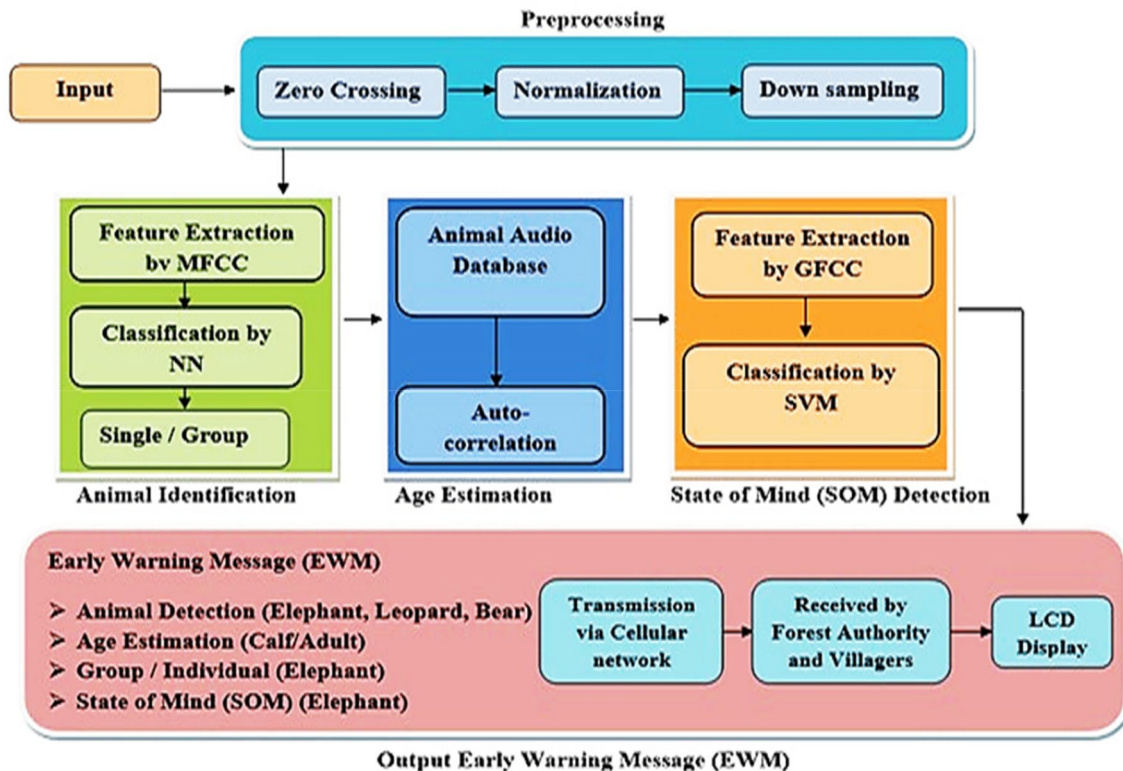 Preprocessing
Input
Zero Crossing
Normalization
Down sampling
Feature Extraction
by MFCC
Classification by
NN
Single / Group
Animal Identification
Animal Audio
Database
Auto-
correlation
Age Estimation
Feature Extraction
by GFCC
Classification by
SVM
State of Mind (SOM) Detection
Early Warning Message (EWM)
➢ Animal Detection (Elephant, Leopard, Bear)
➢ Age Estimation (Calf/Adult)
➢ Group / Individual (Elephant)
➢ State of Mind (SOM) (Elephant)
Transmission
via Cellular
network
Received by
Forest Authority
and Villagers
LCD
Display
Output Early Warning Message (EWM)